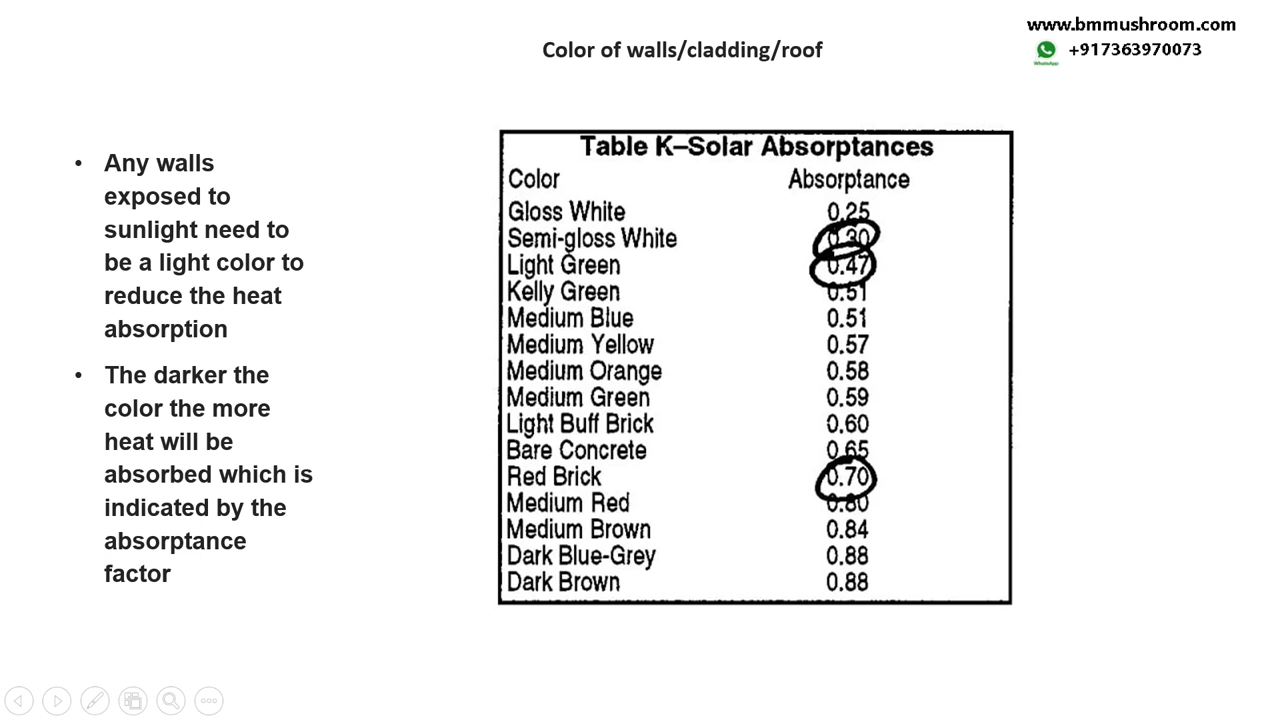 www.bmmushroom.com
Color of walls/cladding/roof
WhatsApp
+917363970073
• Any walls
exposed to
sunlight need to
be a light color to
reduce the heat
absorption
• The darker the
color the more
heat will be
absorbed which is
indicated by the
absorptance
factor
Table K–Solar Absorptances
Color Absorptance
Gloss White 0.25
Semi-gloss White 0.30
Light Green 0.47
Kelly Green 0.51
Medium Blue 0.51
Medium Yellow 0.57
Medium Orange 0.58
Medium Green 0.59
Light Buff Brick 0.60
Bare Concrete 0.65
Red Brick 0.70
Medium Red 0.80
Medium Brown 0.84
Dark Blue-Grey 0.88
Dark Brown 0.88